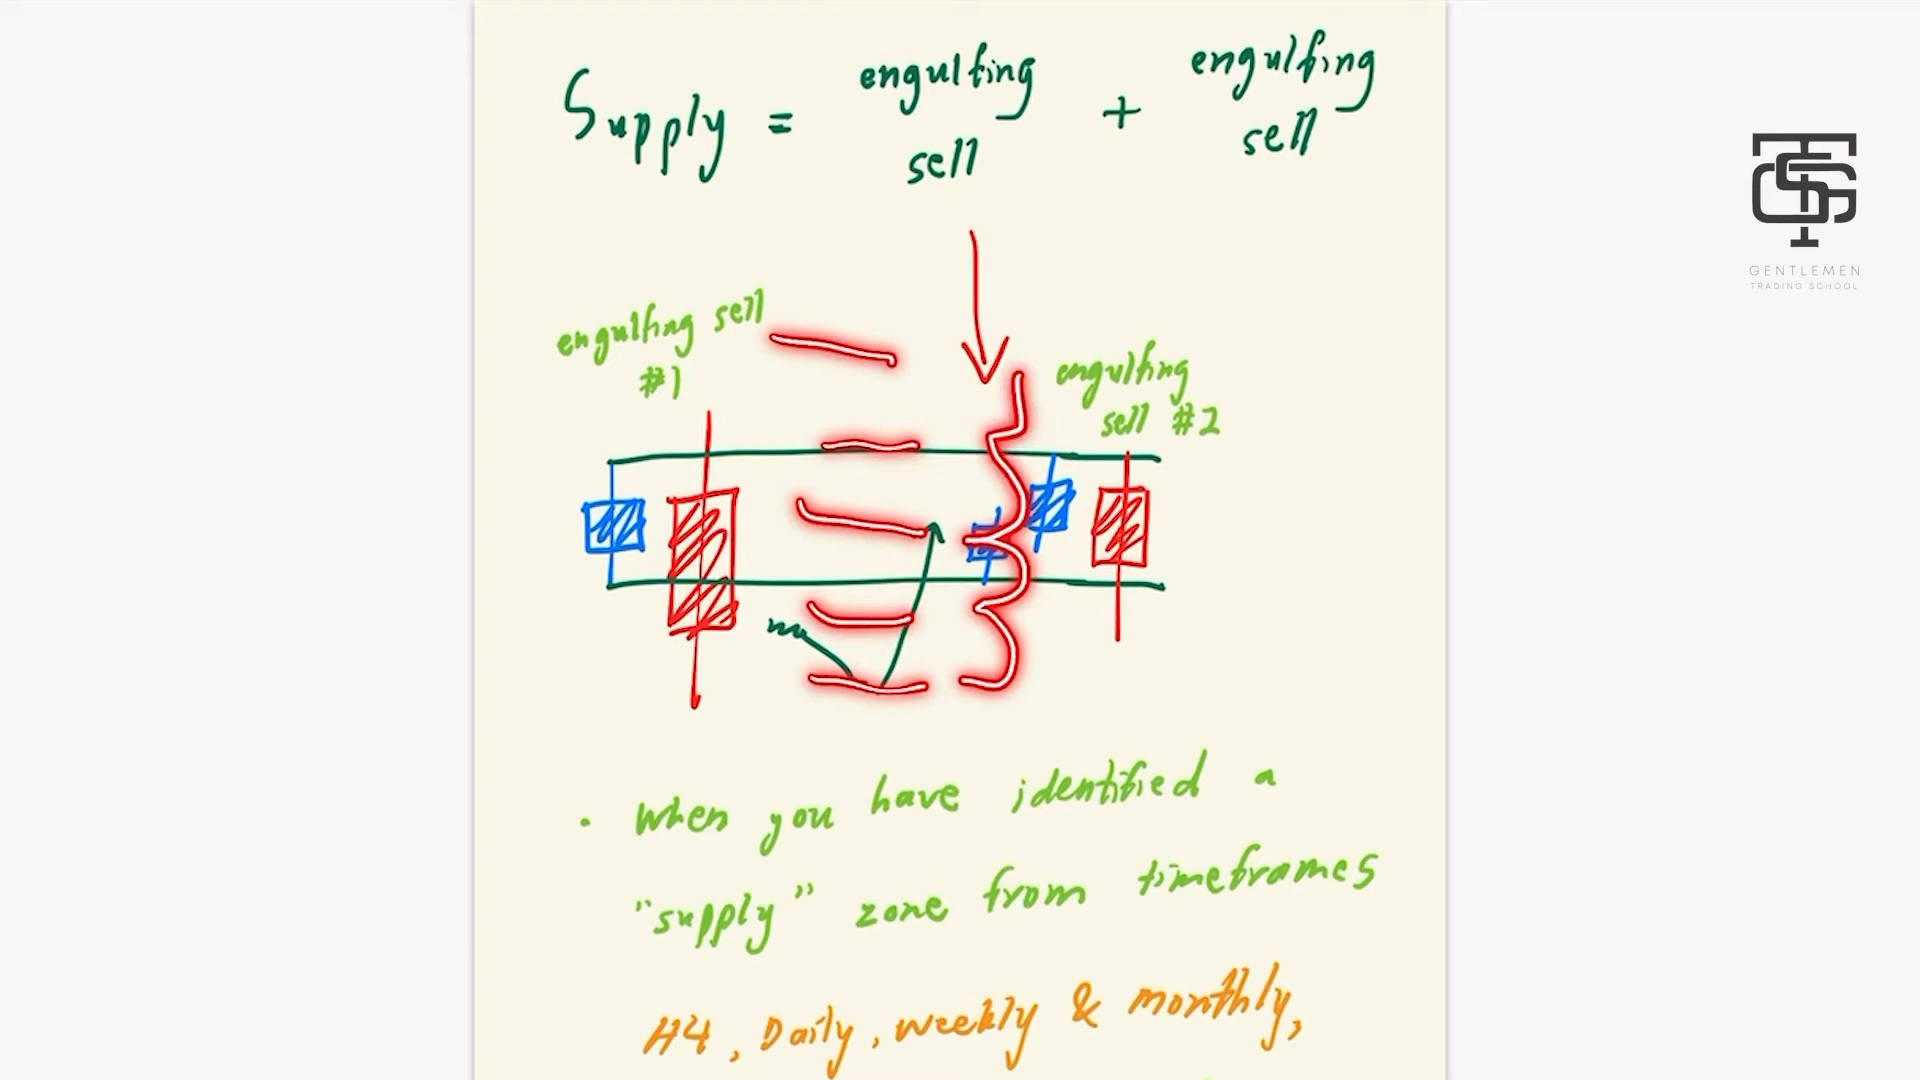 Supply = engulfing sell + engulfing sell
engulfing sell
#1
engulfing
sell #2
• When you have identified a
"supply" zone from timeframes
H4, Daily, weekly & monthly,
GENTLEMEN
TRADING SCHOOL